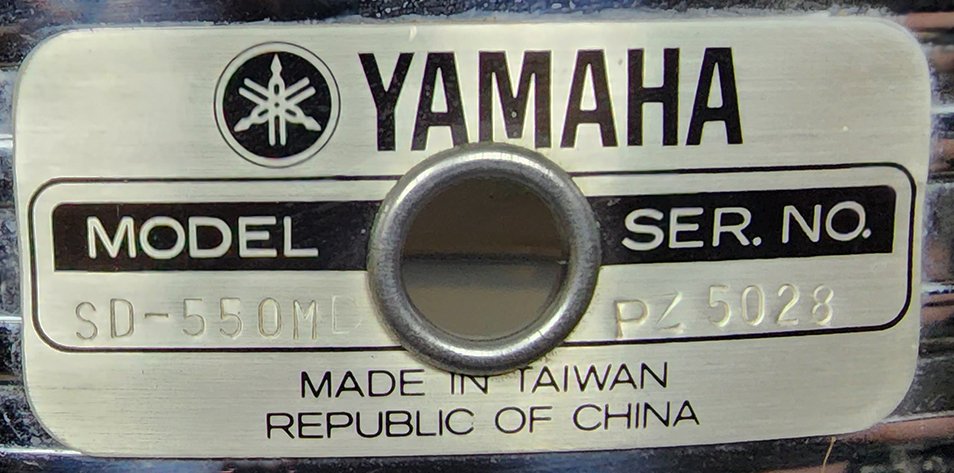 YAMAHA
MODEL SER. NO.
SD-550MD PZ 5028
MADE IN TAIWAN
REPUBLIC OF CHINA